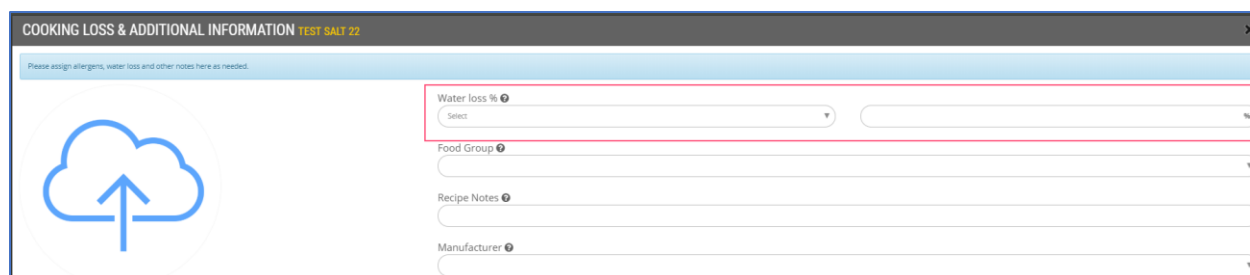 COOKING LOSS & ADDITIONAL INFORMATION TEST SALT 22
Please assign allergens, water loss and other notes here as needed.
Water loss %
Select
%
Food Group
Recipe Notes
Manufacturer